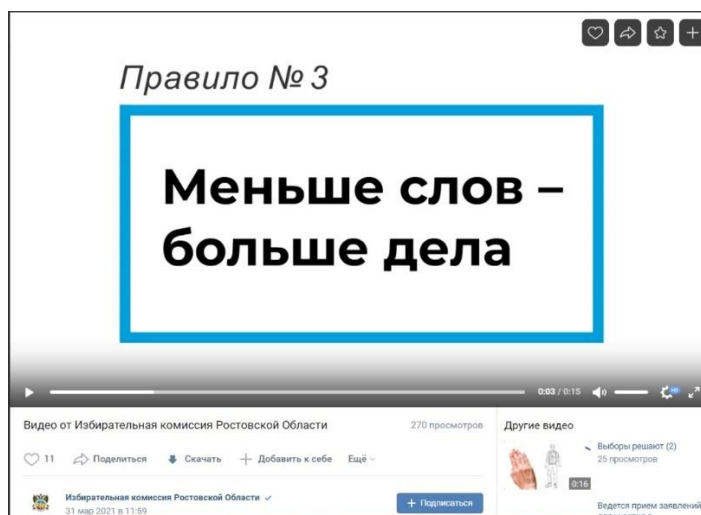 Правило № 3
Меньше слов –
больше дела
0:03 / 0:15
HD
Видео от Избирательная комиссия Ростовской Области
270 просмотров
11
Поделиться
Скачать
Добавить к себе
Ещё
Избирательная комиссия Ростовской Области
31 мар 2021 в 11:59
+ Подписаться
Другие видео
Выборы решают (2)
25 просмотров
0:16
Ведется прием заявлений